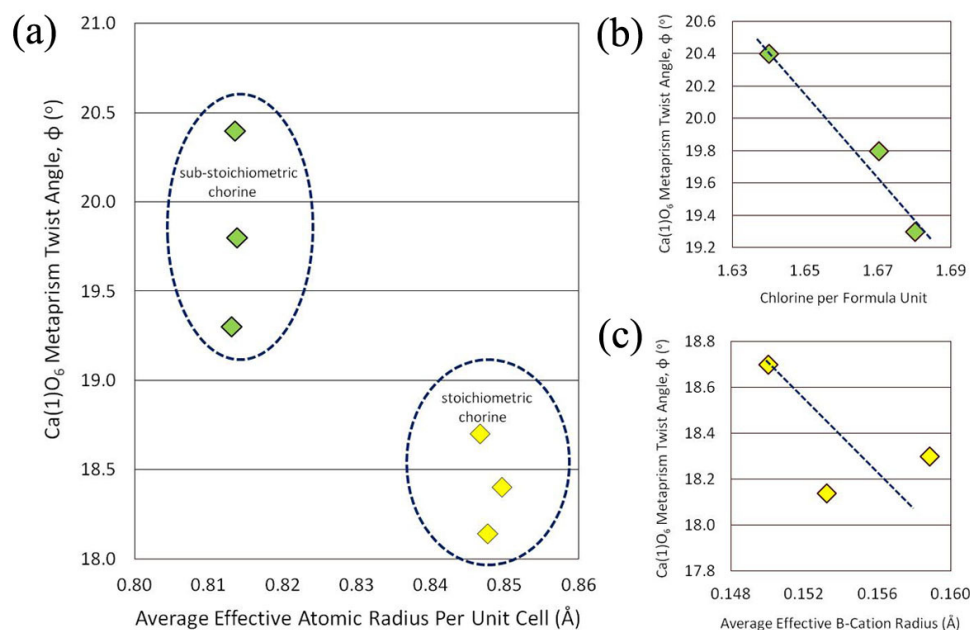 (a)
21.0
20.5
20.0
19.5
19.0
18.5
18.0
Ca(1)O₆ Metaprism Twist Angle, ϕ (°)
sub-stoichiometric
chorine
stoichiometric
chorine
0.80 0.81 0.82 0.83 0.84 0.85 0.86
Average Effective Atomic Radius Per Unit Cell (Å)
(b)
20.6
20.4
20.2
20.0
19.8
19.6
19.4
19.2
Ca(1)O₆ Metaprism Twist Angle, ϕ (°)
1.63 1.65 1.67 1.69
Chlorine per Formula Unit
(c)
18.8
18.6
18.4
18.2
18.0
17.8
Ca(1)O₆ Metaprism Twist Angle, ϕ (°)
0.148 0.152 0.156 0.160
Average Effective B-Cation Radius (Å)